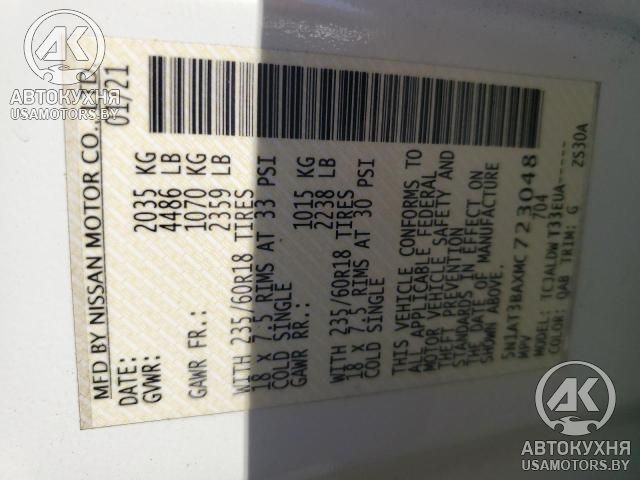 MFD BY NISSAN MOTOR CO.,
DATE: 01/21
GVWR: 2035 KG
4486 LB
GAWR FR.: 1070 KG
2359 LB
WITH 235/60R18 TIRES
18 X 7.5 RIMS AT 33 PSI
COLD SINGLE
GAWR RR.: 1015 KG
2238 LB
WITH 235/60R18 TIRES
18 X 7.5 RIMS AT 30 PSI
COLD SINGLE
THIS VEHICLE CONFORMS TO
ALL APPLICABLE FEDERAL
MOTOR VEHICLE SAFETY AND
THEFT PREVENTION
STANDARDS IN EFFECT ON
THE DATE OF MANUFACTURE
SHOWN ABOVE.
5N1AT3BAXMC723048
MPV 704
MODEL: TCJALDWT33EUA-----
COLOR: QAB TRIM: G ZS30A
АК
АВТОКУХНЯ
USAMOTORS.BY
АК
АВТОКУХНЯ
USAMOTORS.BY